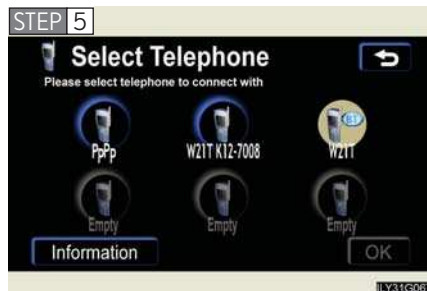 STEP 5
Select Telephone
Please select telephone to connect with
PpPp W21T K12-7008 W21T
Empty Empty Empty
Information OK